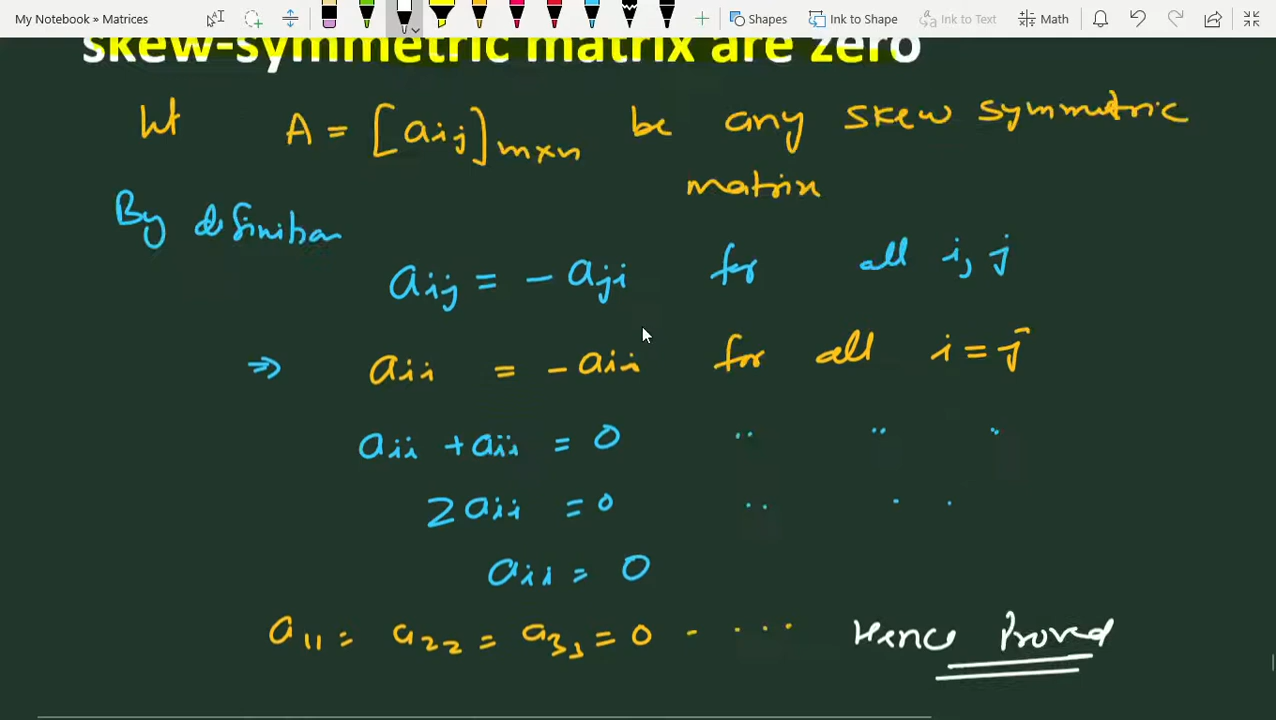 My Notebook » Matrices
Shapes Ink to Shape Ink to Text Math
skew-symmetric matrix are zero
let A = [aij]m×n be any skew symmetric
matrix
By definition
aij = - aji for all i, j
⇒ aii = - aii for all i = j
aii + aii = 0 " " "
2aii = 0 " " "
aii = 0
a11 = a22 = a33 = 0 - ---- Hence Proved